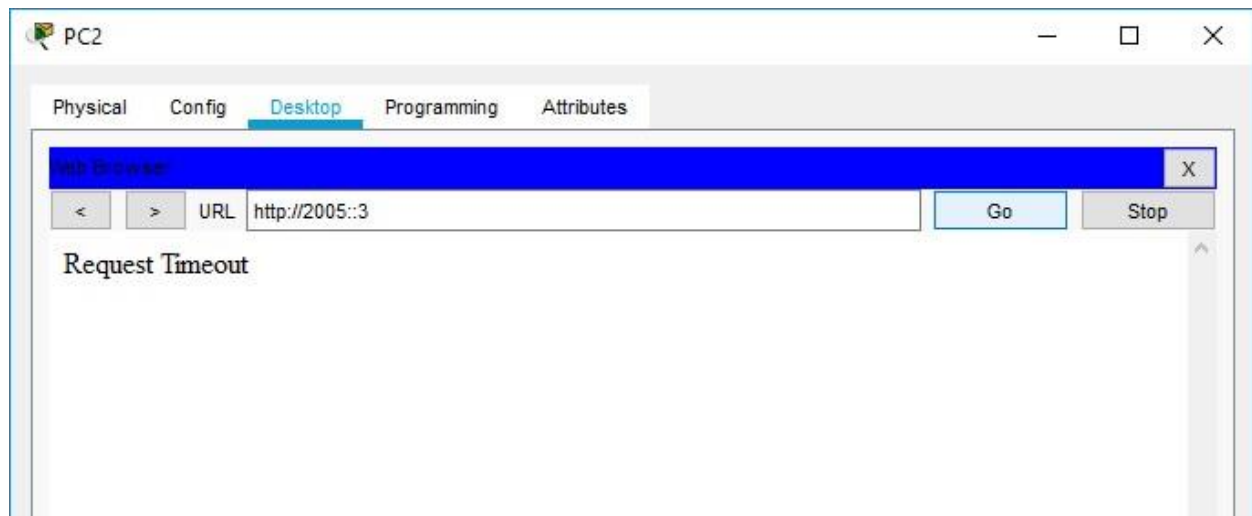 PC2
Physical Config Desktop Programming Attributes
Web Browser X
< > URL http://2005::3 Go Stop
Request Timeout